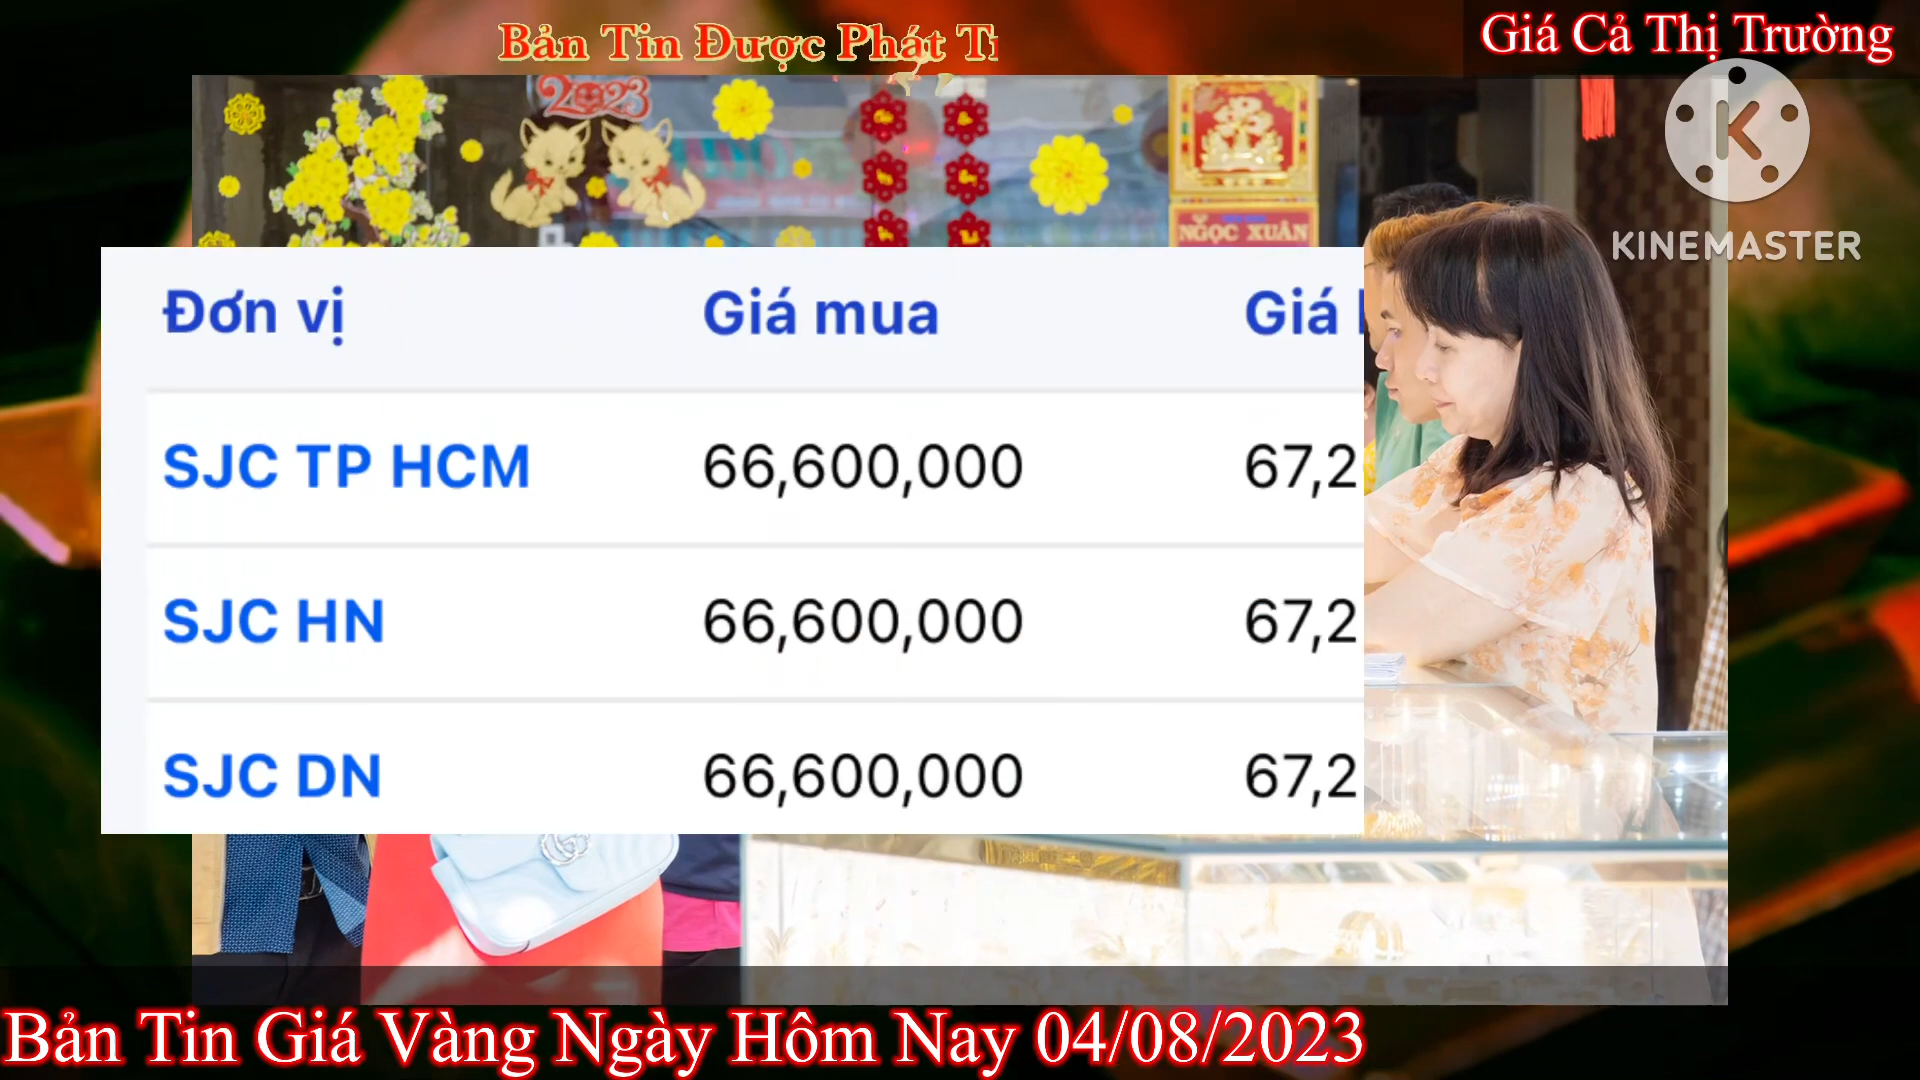 Bản Tin Được Phát Tr
Giá Cả Thị Trường
2023
NGỌC XUÂN
KINEMASTER
Đơn vị Giá mua Giá
SJC TP HCM 66,600,000 67,2
SJC HN 66,600,000 67,2
SJC DN 66,600,000 67,2
Bản Tin Giá Vàng Ngày Hôm Nay 04/08/2023